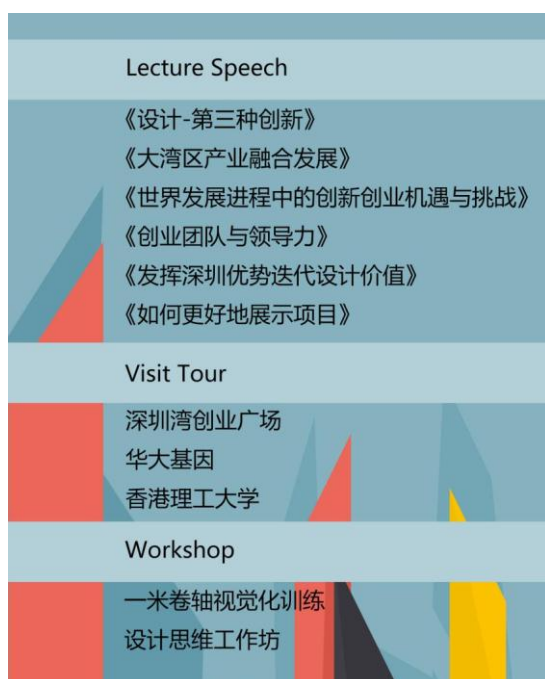 Lecture Speech
《设计-第三种创新》
《大湾区产业融合发展》
《世界发展进程中的创新创业机遇与挑战》
《创业团队与领导力》
《发挥深圳优势迭代设计价值》
《如何更好地展示项目》
Visit Tour
深圳湾创业广场
华大基因
香港理工大学
Workshop
一米卷轴视觉化训练
设计思维工作坊